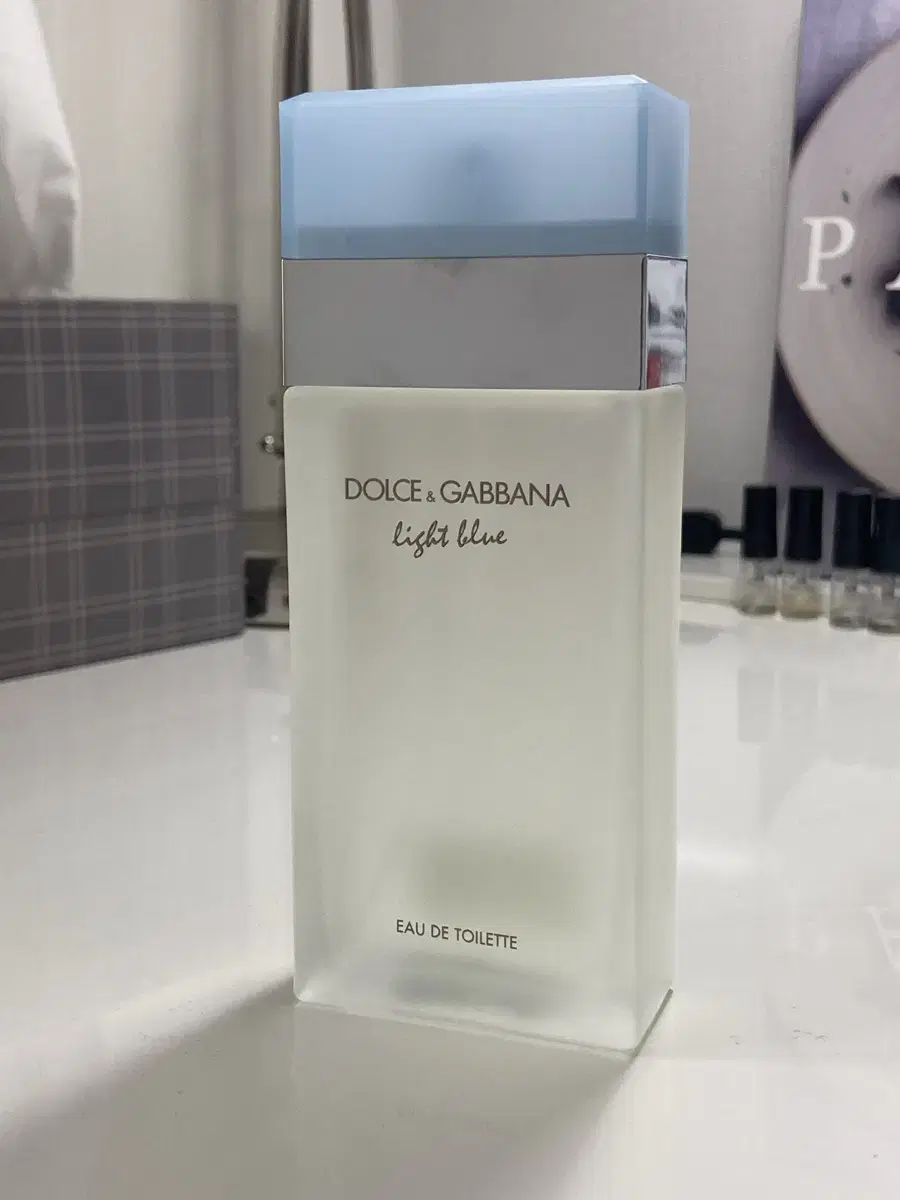 DOLCE & GABBANA
light blue
EAU DE TOILETTE
P